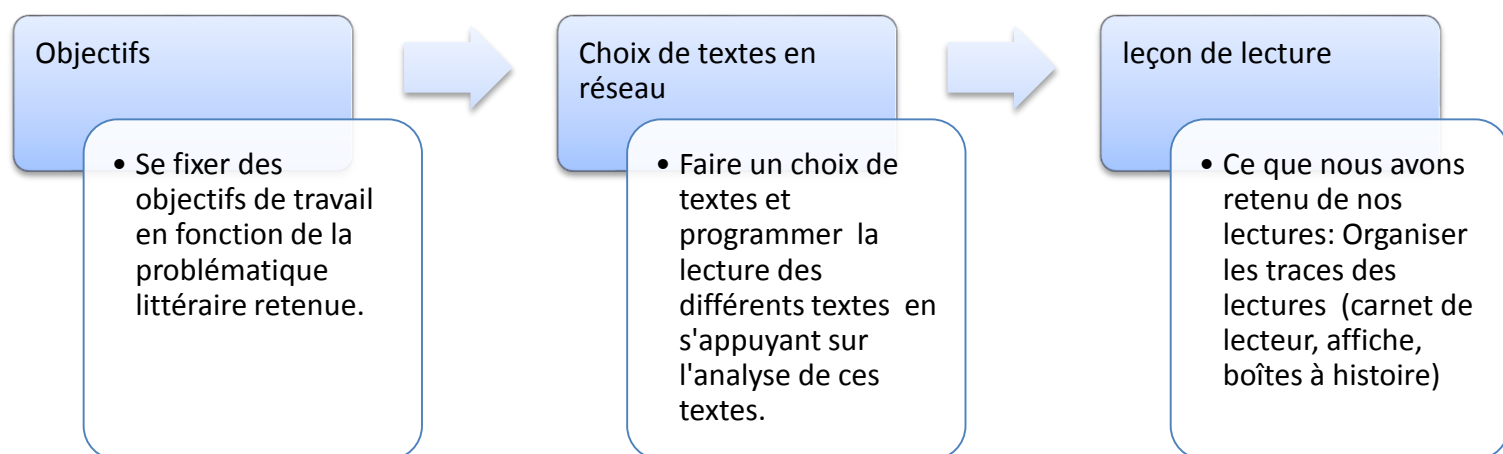 Objectifs
• Se fixer des
objectifs de travail
en fonction de la
problématique
littéraire retenue.
Choix de textes en
réseau
• Faire un choix de
textes et
programmer  la
lecture des
différents textes  en
s'appuyant sur
l'analyse de ces
textes.
leçon de lecture
• Ce que nous avons
retenu de nos
lectures: Organiser
les traces des
lectures  (carnet de
lecteur, affiche,
boîtes à histoire)